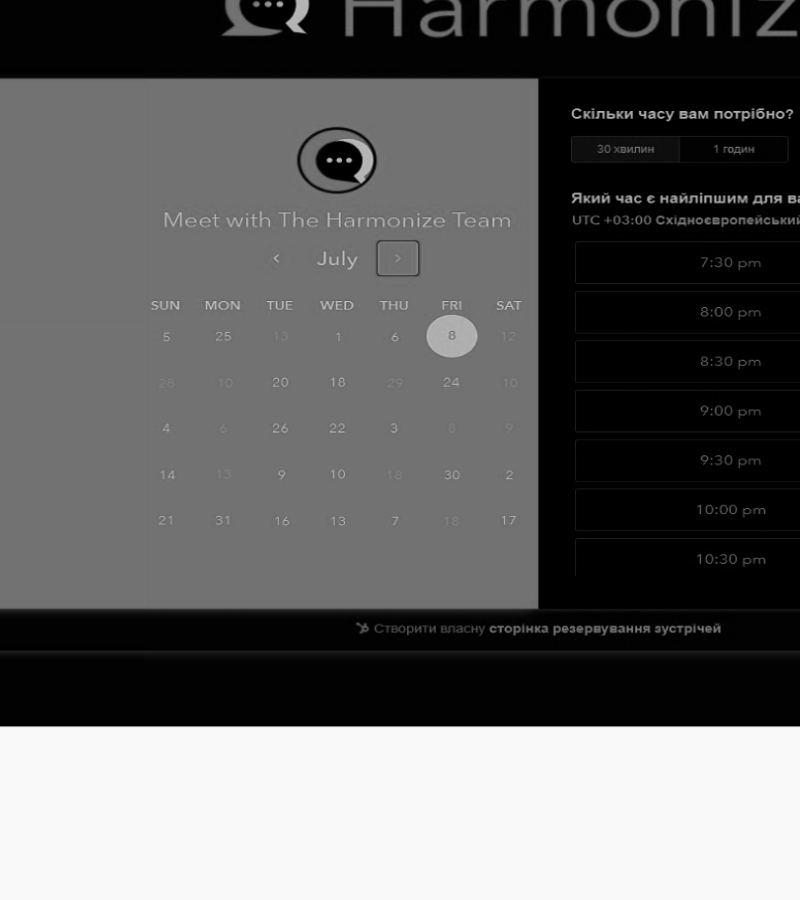 Harmoniz
Meet with The Harmonize Team
July
SUN MON TUE WED THU FRI SAT
5 25 13 1 6 8 12
28 10 20 18 29 24 10
4 6 26 22 3 8 9
14 13 9 10 18 30 2
21 31 16 13 7 18 17
Скільки часу вам потрібно?
30 хвилин 1 годин
Який час є найліпшим для ва
UTC +03:00 Східноєвропейський
7:30 pm
8:00 pm
8:30 pm
9:00 pm
9:30 pm
10:00 pm
10:30 pm
Створити власну сторінка резервування зустрічей